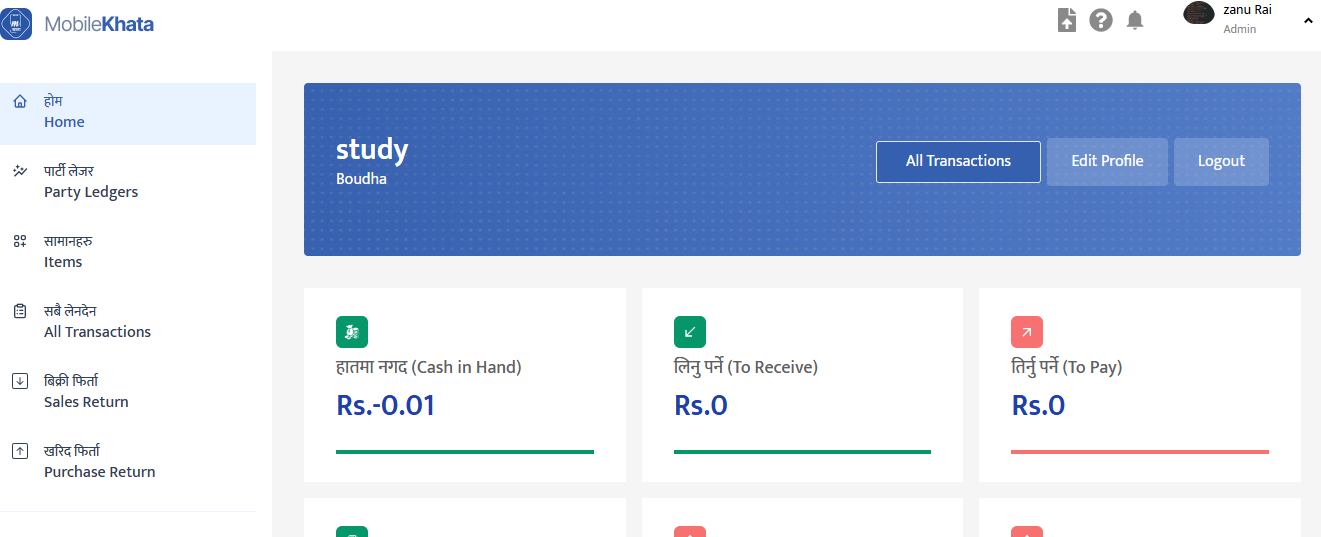 MobileKhata
zanu Rai
Admin
होम
Home
पार्टी लेजर
Party Ledgers
सामानहरु
Items
सबै लेनदेन
All Transactions
बिक्री फिर्ता
Sales Return
खरिद फिर्ता
Purchase Return
study
Boudha
All Transactions
Edit Profile
Logout
हातमा नगद (Cash in Hand)
Rs.-0.01
लिनु पर्ने (To Receive)
Rs.0
तिर्नु पर्ने (To Pay)
Rs.0